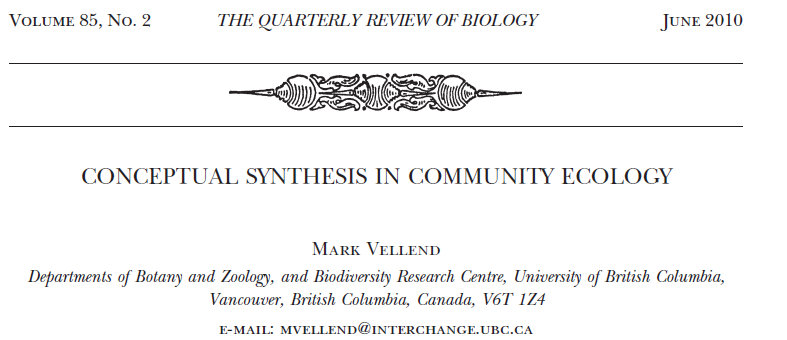 VOLUME 85, NO. 2 THE QUARTERLY REVIEW OF BIOLOGY JUNE 2010
CONCEPTUAL SYNTHESIS IN COMMUNITY ECOLOGY
MARK VELLEND
Departments of Botany and Zoology, and Biodiversity Research Centre, University of British Columbia,
Vancouver, British Columbia, Canada, V6T 1Z4
E-MAIL: MVELLEND@INTERCHANGE.UBC.CA